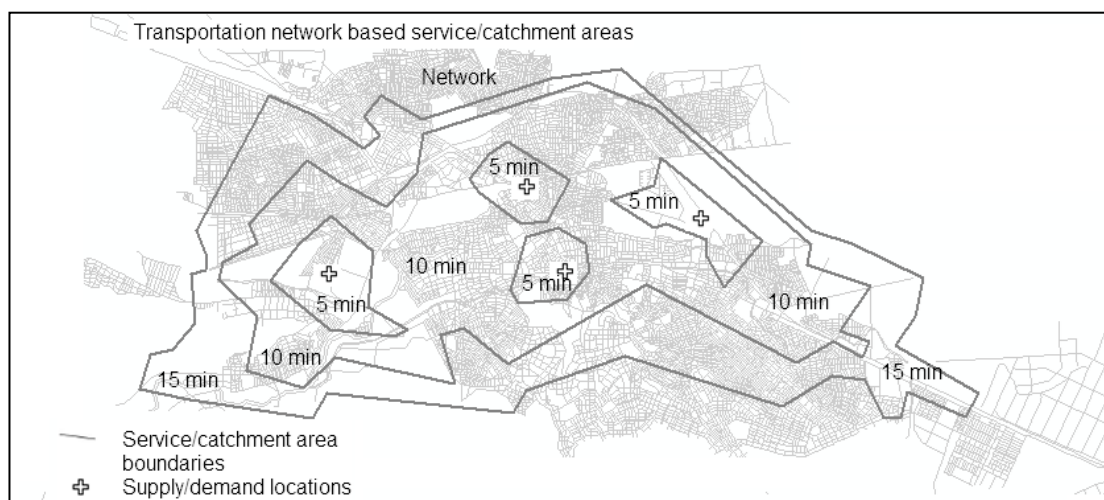 Transportation network based service/catchment areas
Network
5 min
5 min
10 min
5 min
5 min
10 min
10 min
15 min
15 min
Service/catchment area
boundaries
Supply/demand locations